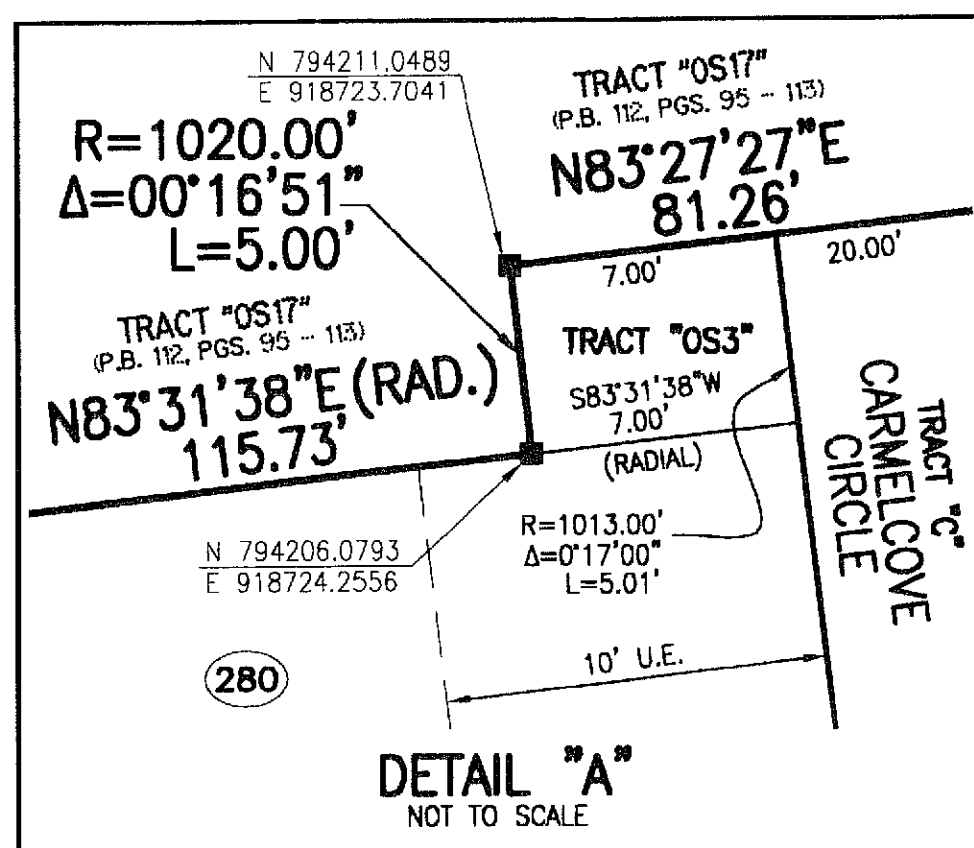 N 794211.0489
E 918723.7041
TRACT "OS17"
(P.B. 112, PGS. 95 - 113)
N83°27'27"E
81.26'
R=1020.00'
Δ=00°16'51"
L=5.00'
7.00'
20.00'
TRACT "OS17"
(P.B. 112, PGS. 95 - 113)
N83°31'38"E (RAD.)
115.73'
TRACT "OS3"
S83°31'38"W
7.00'
(RADIAL)
TRACT "C"
CARMELCOVE
CIRCLE
R=1013.00'
Δ=0°17'00"
L=5.01'
N 794206.0793
E 918724.2556
10' U.E.
280
DETAIL "A"
NOT TO SCALE